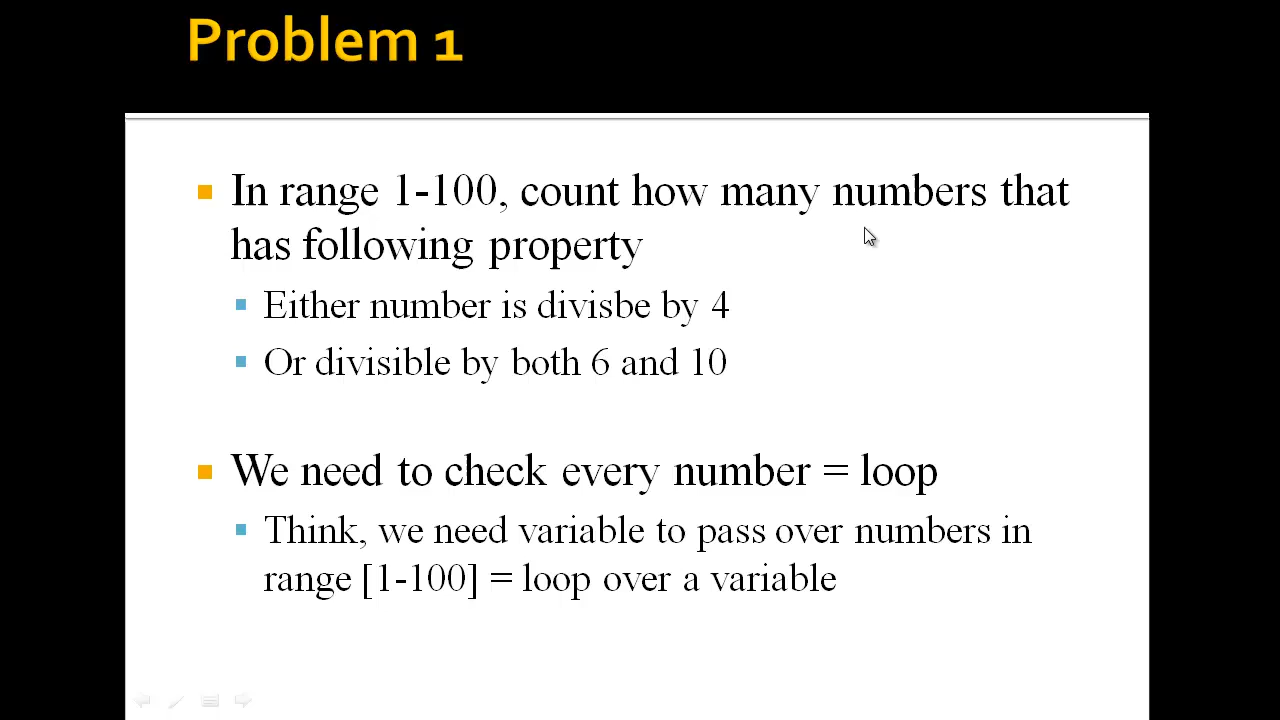 Problem 1
In range 1-100, count how many numbers that
has following property
Either number is divisbe by 4
Or divisible by both 6 and 10
We need to check every number = loop
Think, we need variable to pass over numbers in
range [1-100] = loop over a variable